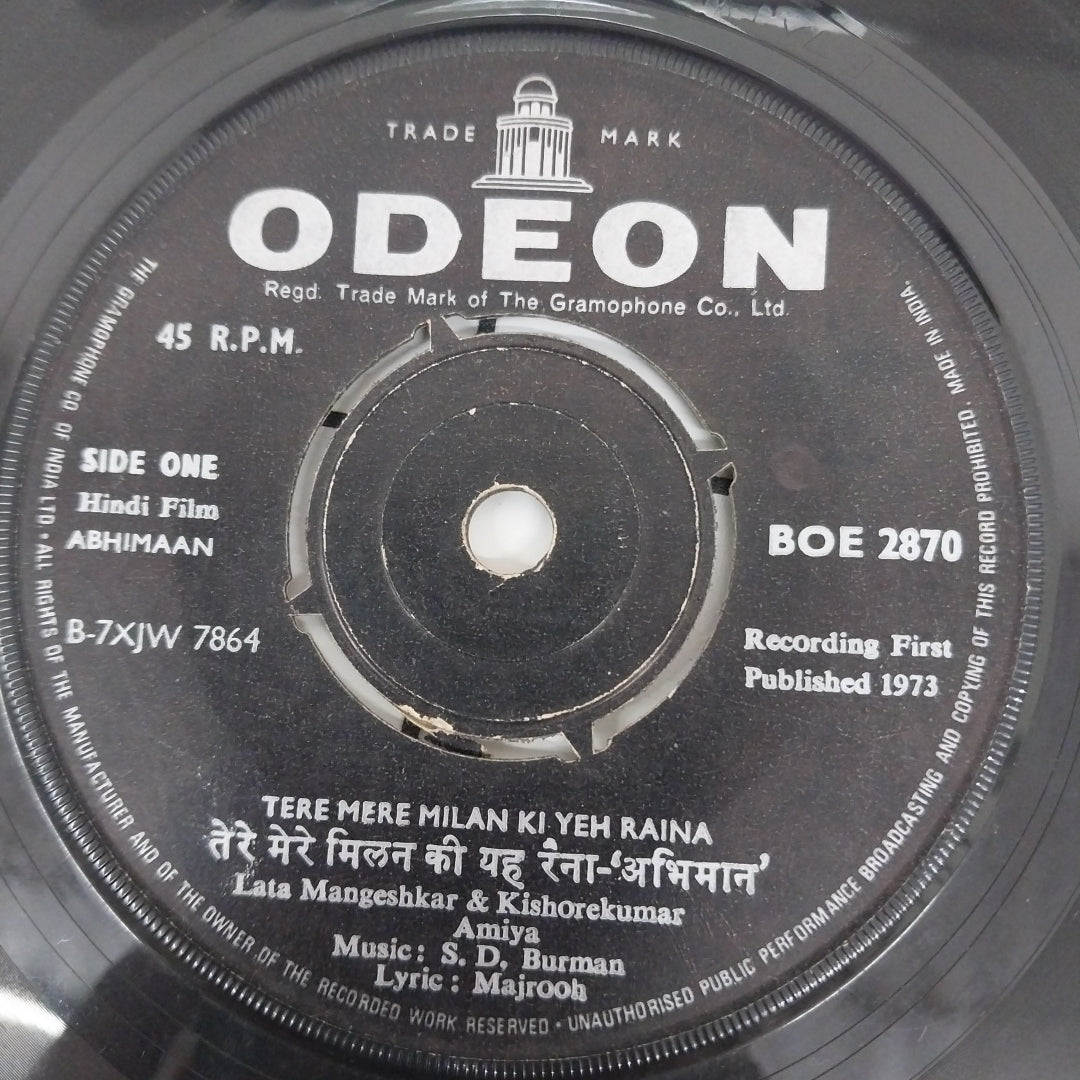 TRADE MARK
ODEON
Regd. Trade Mark of The Gramophone Co., Ltd.
45 R.P.M.
SIDE ONE
Hindi Film
ABHIMAAN
B-7XJW 7864
BOE 2870
Recording First
Published 1973
TERE MERE MILAN KI YEH RAINA
तेरे मेरे मिलन की यह रैना-'अभिमान'
Lata Mangeshkar & Kishorekumar
Amiya
Music: S. D. Burman
Lyric: Majrooh
THE GRAMOPHONE CO. OF INDIA LTD • ALL RIGHTS OF THE MANUFACTURER AND OF THE OWNER OF THE RECORDED WORK RESERVED • UNAUTHORISED PUBLIC PERFORMANCE BROADCASTING AND COPYING OF THIS RECORD PROHIBITED. MADE IN INDIA.